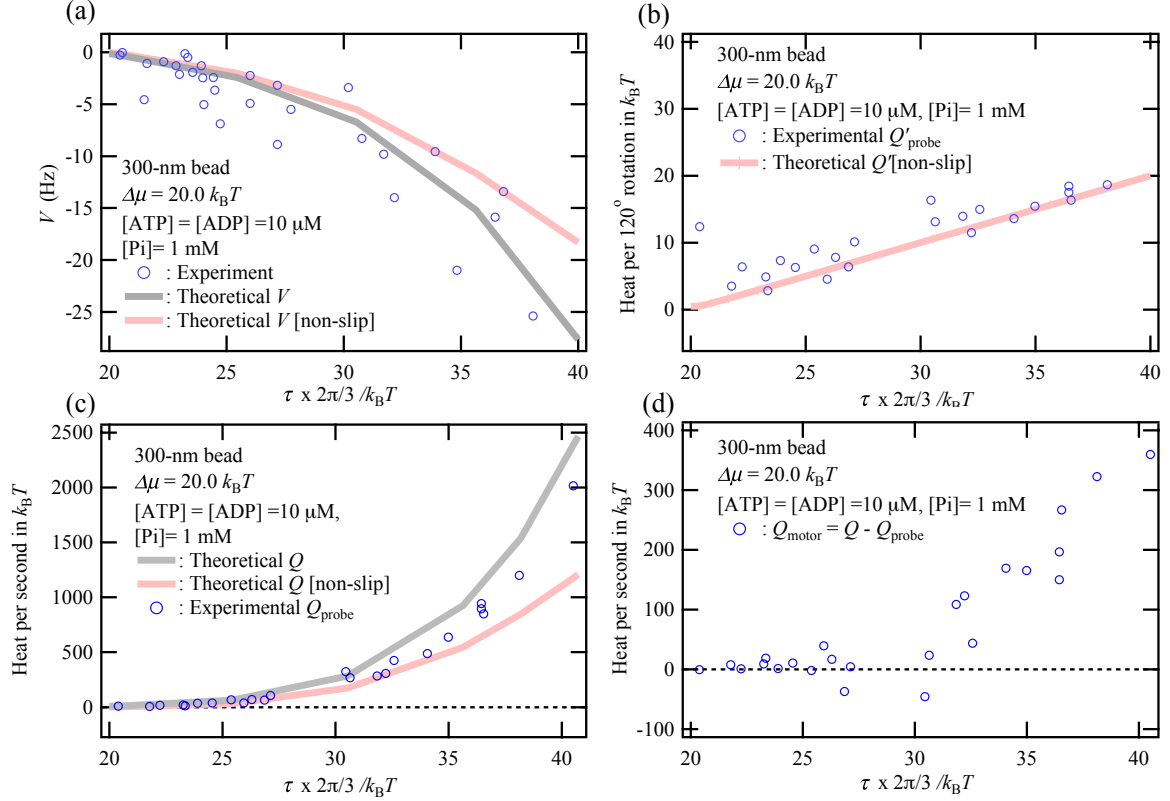 (a)
0
-5
-10
-15
-20
-25
V (Hz)
300-nm bead
Δμ = 20.0 kBT
[ATP] = [ADP] =10 μM
[Pi]= 1 mM
: Experiment
: Theoretical V
: Theoretical V [non-slip]
20 25 30 35 40
τ x 2π/3 /kBT
(b)
40
30
20
10
0
Heat per 120° rotation in kBT
300-nm bead
Δμ = 20.0 kBT
[ATP] = [ADP] =10 μM, [Pi]= 1 mM
: Experimental Q'probe
: Theoretical Q' [non-slip]
20 25 30 35 40
τ x 2π/3 /kBT
(c)
2500
2000
1500
1000
500
0
Heat per second in kBT
300-nm bead
Δμ = 20.0 kBT
[ATP] = [ADP] =10 μM,
[Pi]= 1 mM
: Theoretical Q
: Theoretical Q [non-slip]
: Experimental Qprobe
20 25 30 35 40
τ x 2π/3 /kBT
(d)
400
300
200
100
0
-100
Heat per second in kBT
300-nm bead
Δμ = 20.0 kBT
[ATP] = [ADP] =10 μM, [Pi]= 1 mM
: Qmotor = Q - Qprobe
20 25 30 35 40
τ x 2π/3 /kBT